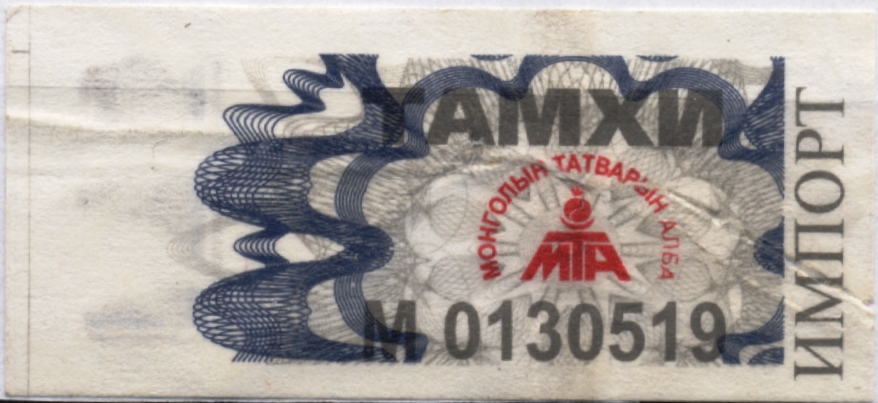 ТАМХИ
МОНГОЛЫН ТАТВАРЫН АЛБА
МТА
М 0130519
ИМПОРТ